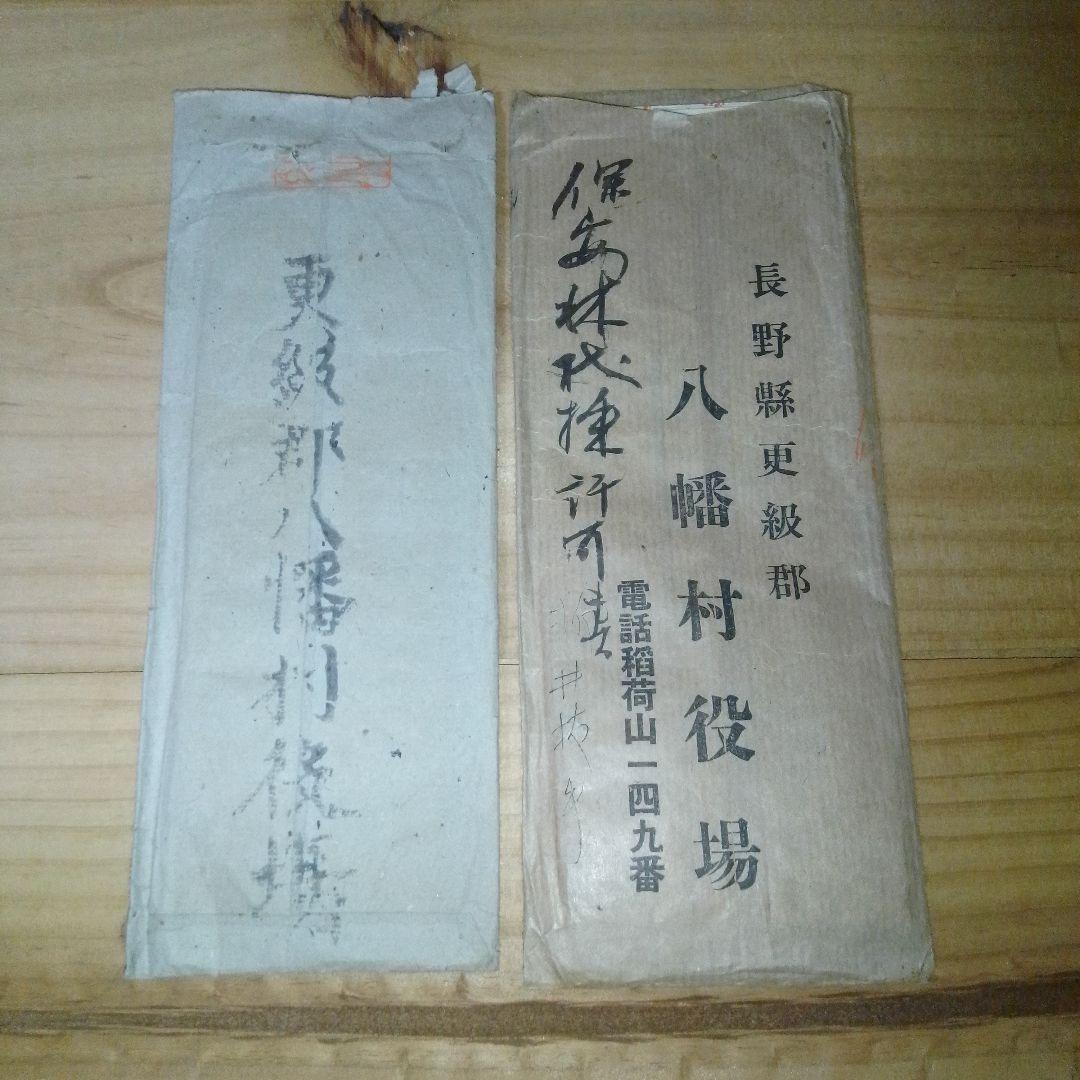 長野縣更級郡
八幡村役場
電話稲荷山一四九番
保安林代採許可
更級郡八幡村役場